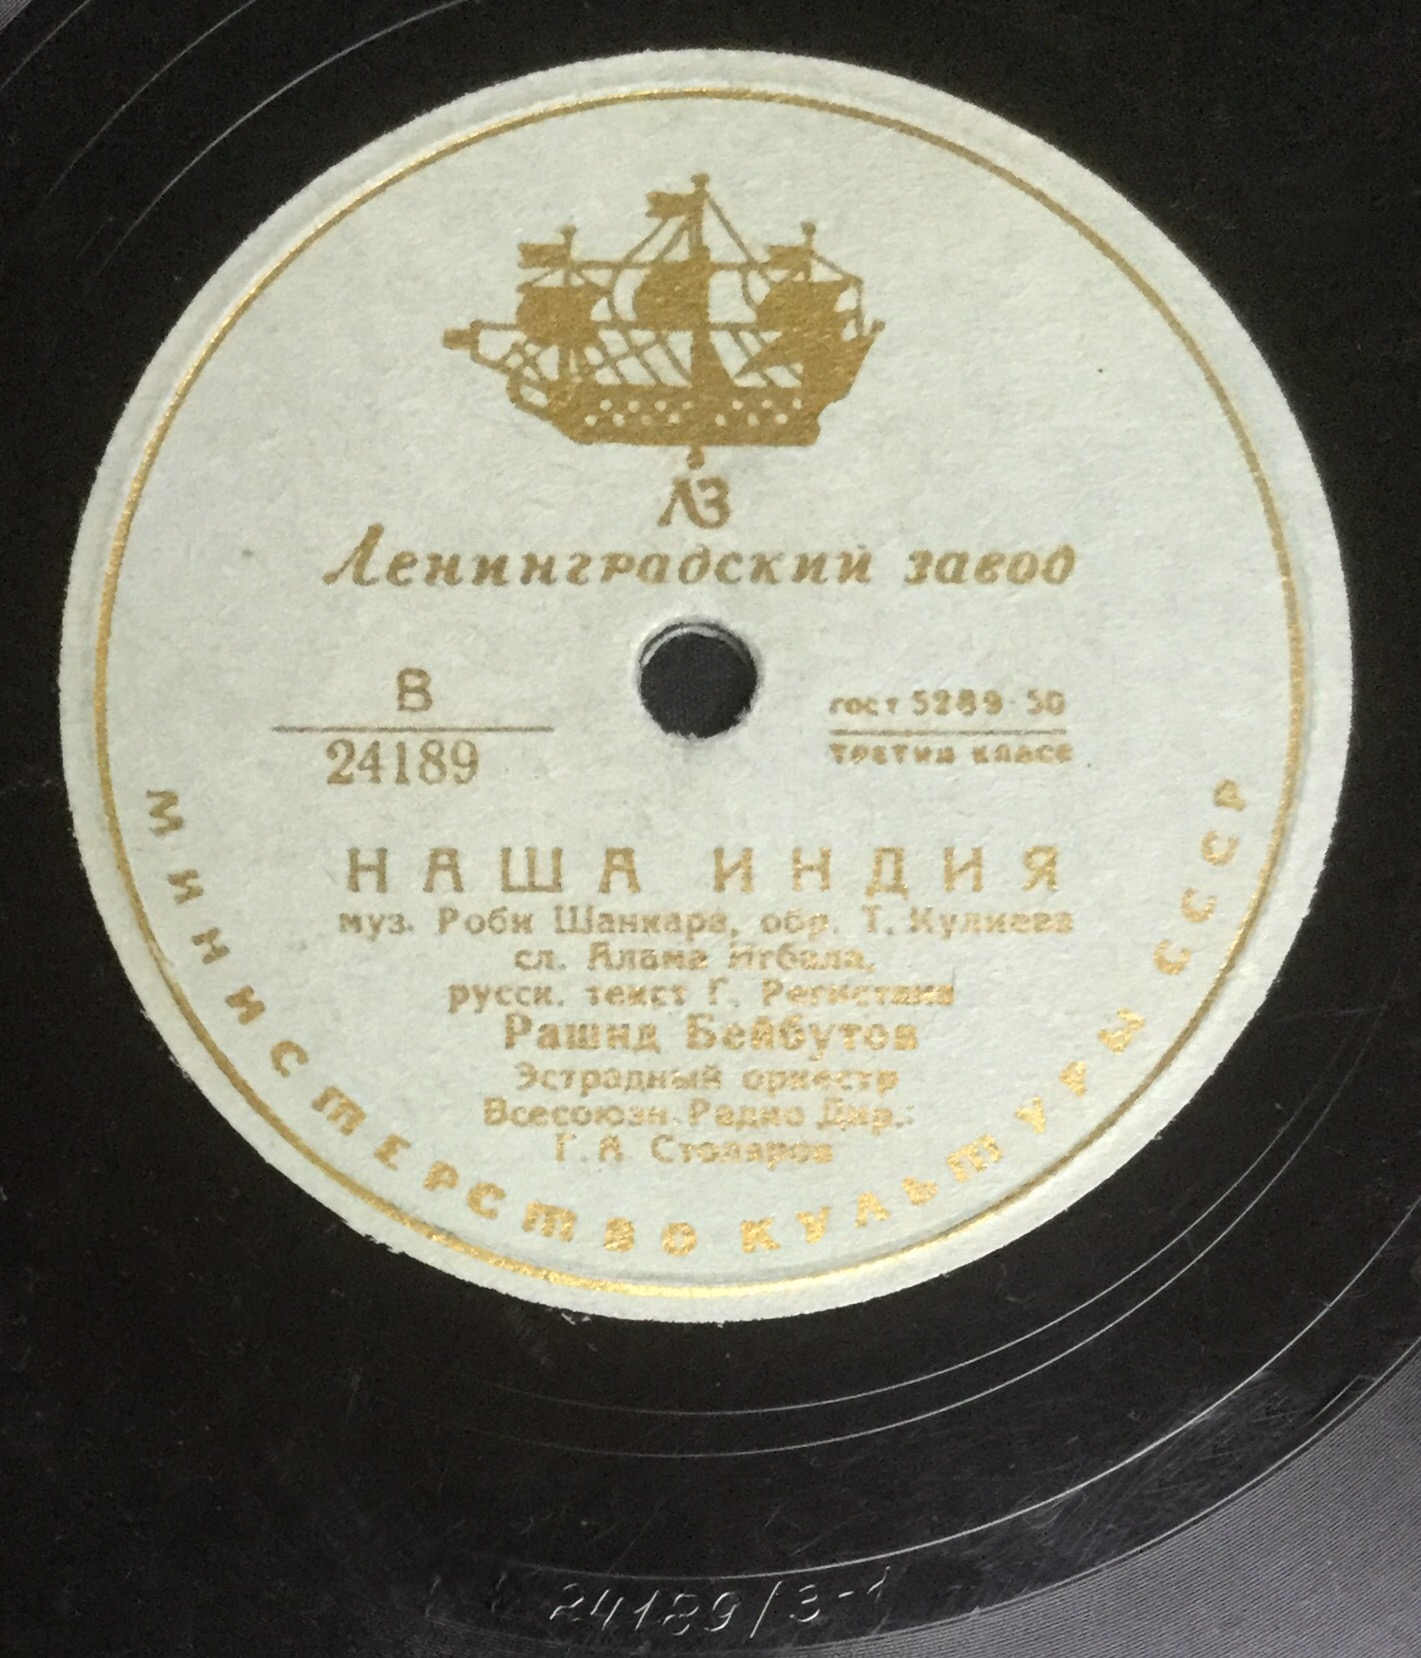 ЛЗ
Ленинградский завод
В
24189
гост 5289-50
третий класс
НАША ИНДИЯ
муз. Роби Шанкара, обр. Т. Кулиева
сл. Алама Игбала,
русск. текст Г. Регистана
Рашид Бейбутов
Эстрадный оркестр
Всесоюзн. Радио Дир.:
Г. А. Столяров
МИНИСТЕРСТВО КУЛЬТУРЫ СССР
24189/3-1